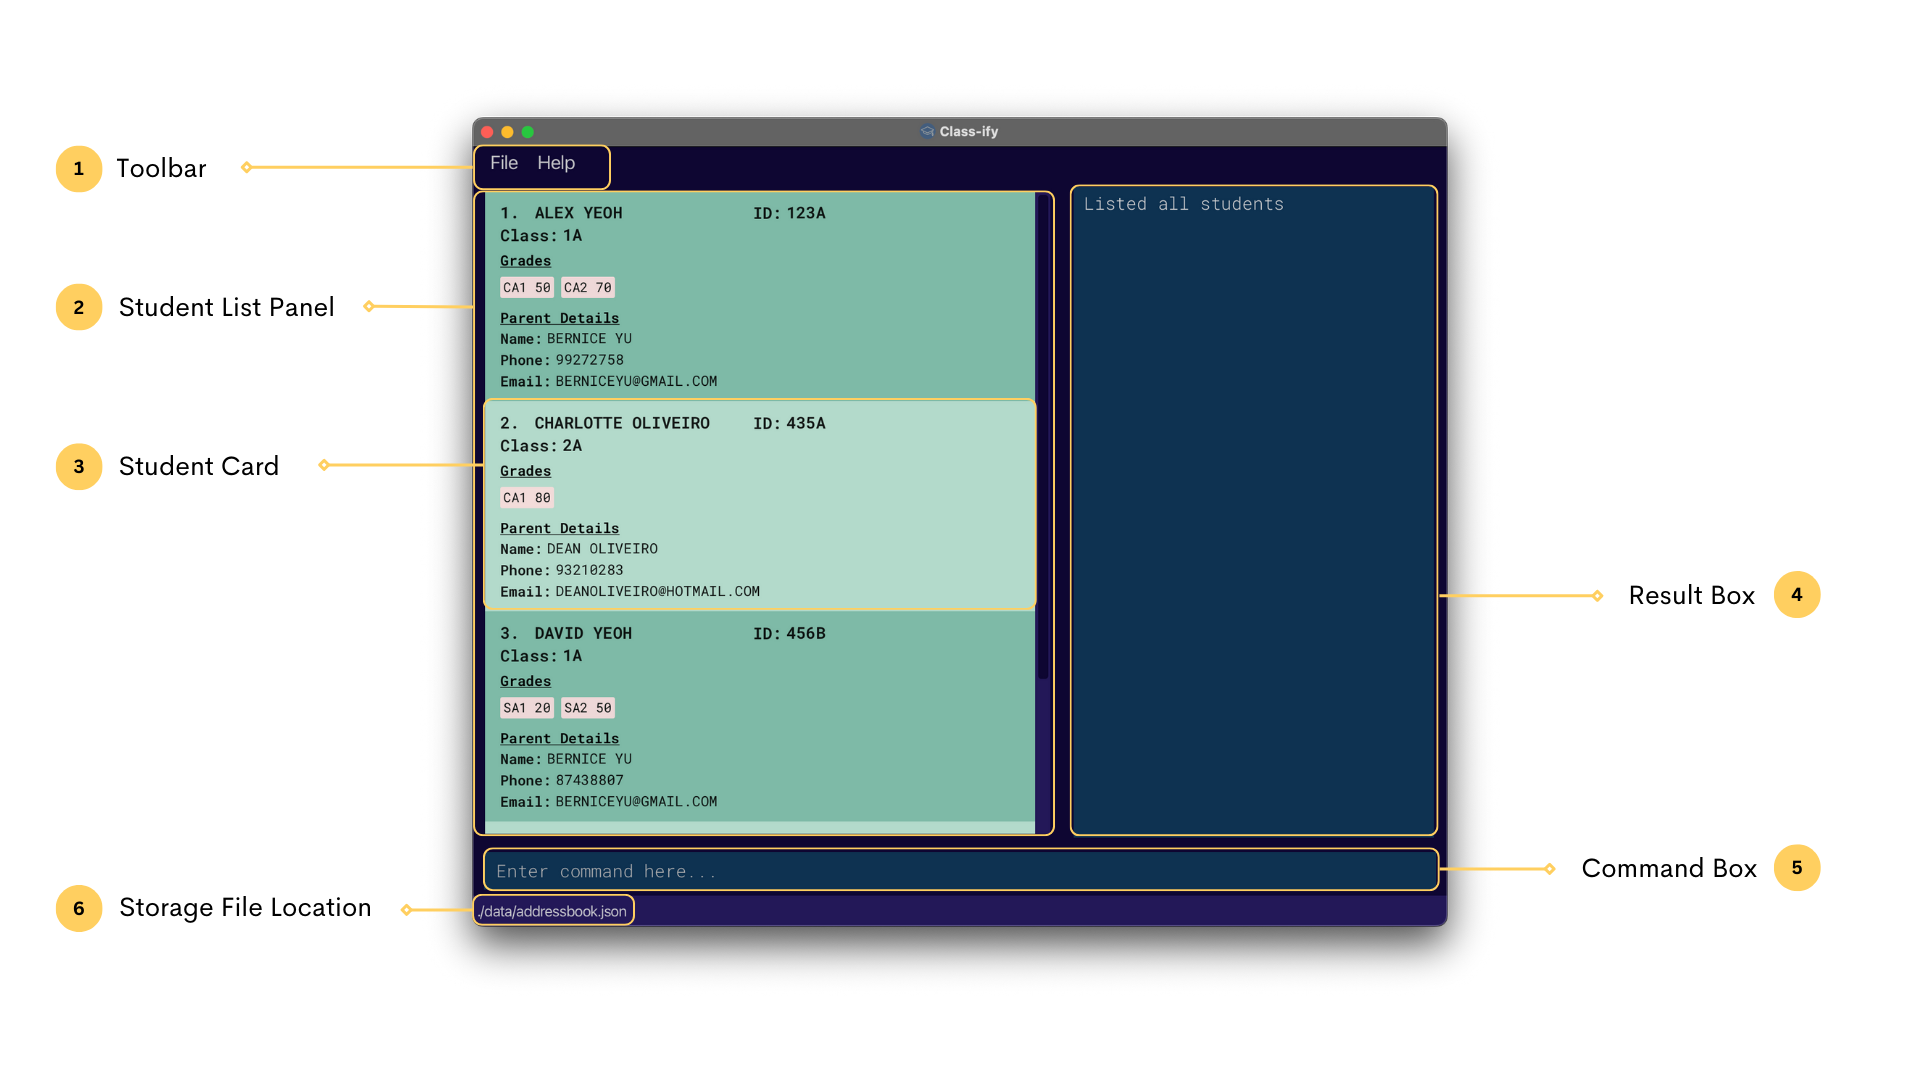 Class-ify
1 Toolbar
File Help
Listed all students
1. ALEX YEOH ID: 123A
Class: 1A
Grades
CA1 50 CA2 70
2 Student List Panel
Parent Details
Name: BERNICE YU
Phone: 99272758
Email: BERNICEYU@GMAIL.COM
2. CHARLOTTE OLIVEIRO ID: 435A
Class: 2A
3 Student Card
Grades
CA1 80
Parent Details
Name: DEAN OLIVEIRO
Phone: 93210283
Email: DEANOLIVEIRO@HOTMAIL.COM
Result Box 4
3. DAVID YEOH ID: 456B
Class: 1A
Grades
SA1 20 SA2 50
Parent Details
Name: BERNICE YU
Phone: 87438807
Email: BERNICEYU@GMAIL.COM
Enter command here...
Command Box 5
6 Storage File Location
./data/addressbook.json